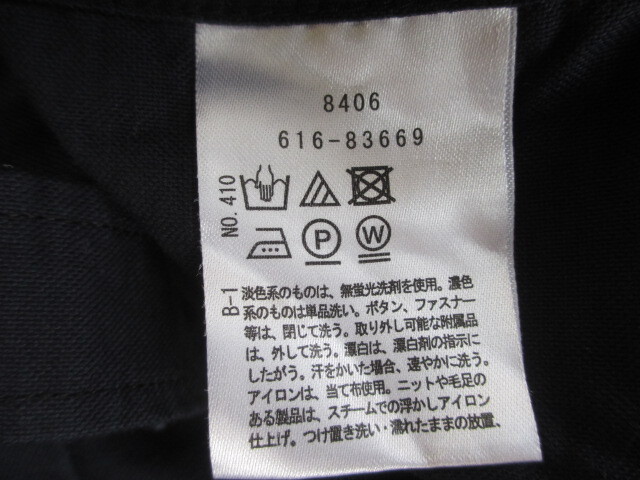 8406
616-83669
NO. 410
P
W
B-1
淡色系のものは、無蛍光洗剤を使用。濃色
系のものは単品洗い。ボタン、ファスナー
等は、閉じて洗う。取り外し可能な附属品
は、外して洗う。漂白は、漂白剤の指示に
したがう。汗をかいた場合、速やかに洗う。
アイロンは、当て布使用。ニットや毛足の
ある製品は、スチームでの浮かしアイロン
仕上げ。つけ置き洗い・濡れたままの放置、